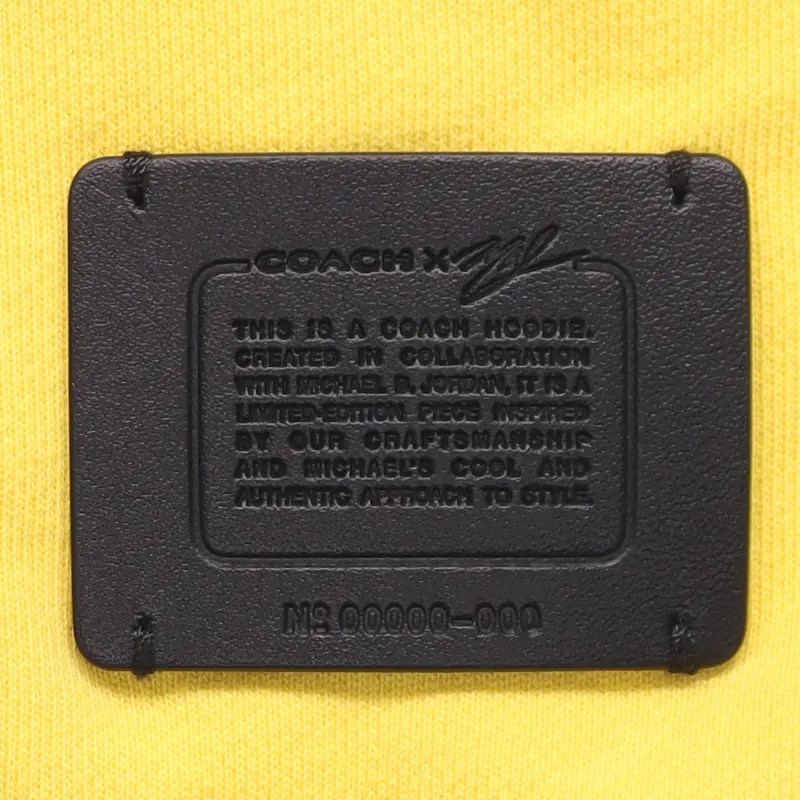 COACH X
THIS IS A COACH HOODIE.
CREATED IN COLLABORATION
WITH MICHAEL B. JORDAN, IT IS A
LIMITED-EDITION PIECE INSPIRED
BY OUR CRAFTSMANSHIP
AND MICHAEL'S COOL AND
AUTHENTIC APPROACH TO STYLE.
Nº 00000-000